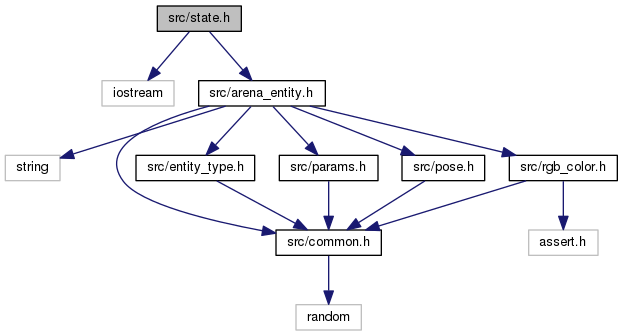 src/state.h
iostream
src/arena_entity.h
string
src/entity_type.h
src/params.h
src/pose.h
src/rgb_color.h
src/common.h
assert.h
random